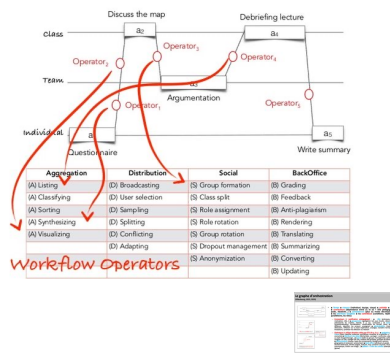 Discuss the map
Debriefing lecture
Class
a2
a4
Operator2
Operator3
Operator4
Team
a3
Operator1
Argumentation
Operator5
Individual
a
a5
Questionnaire
Write summary
Aggregation Distribution Social BackOffice
(A) Listing (D) Broadcasting (S) Group formation (B) Grading
(A) Classifying (D) User selection (S) Class split (B) Feedback
(A) Sorting (D) Sampling (S) Role assignment (B) Anti-plagianism
(A) Synthesizing (D) Splitting (S) Role rotation (B) Rendering
(A) Visualizing (D) Conflicting (S) Group rotation (B) Translating
(D) Adapting (S) Dropout management (B) Summarizing
(S) Anonymization (B) Converting
(B) Updating
Workflow Operators